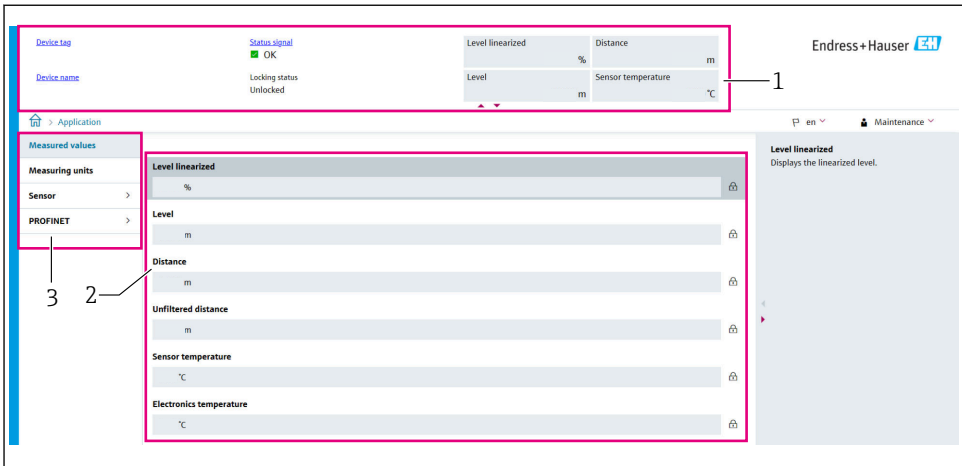 Device tag
Status signal
OK
Level linearized
%
Distance
m
Endress+Hauser EH
Device name
Locking status
Unlocked
Level
m
Sensor temperature
°C
1
> Application
en
Maintenance
Measured values
Measuring units
Sensor >
PROFINET >
3
2
Level linearized
%
Level
m
Distance
m
Unfiltered distance
m
Sensor temperature
°C
Electronics temperature
°C
Level linearized
Displays the linearized level.